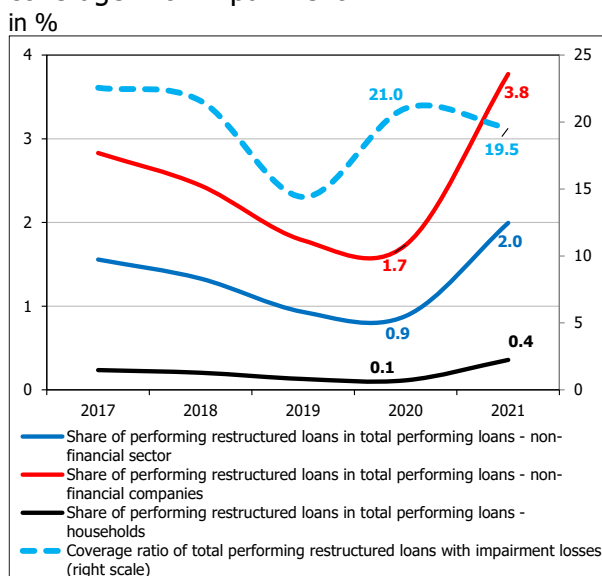 in %
4
25
3
20
2
15
10
1
5
0
0
21.0
3.8
19.5
1.7
2.0
0.9
0.1
0.4
2017 2018 2019 2020 2021
Share of performing restructured loans in total performing loans - non-
financial sector
Share of performing restructured loans in total performing loans - non-
financial companies
Share of performing restructured loans in total performing loans -
households
Coverage ratio of total performing restructured loans with impairment losses
(right scale)